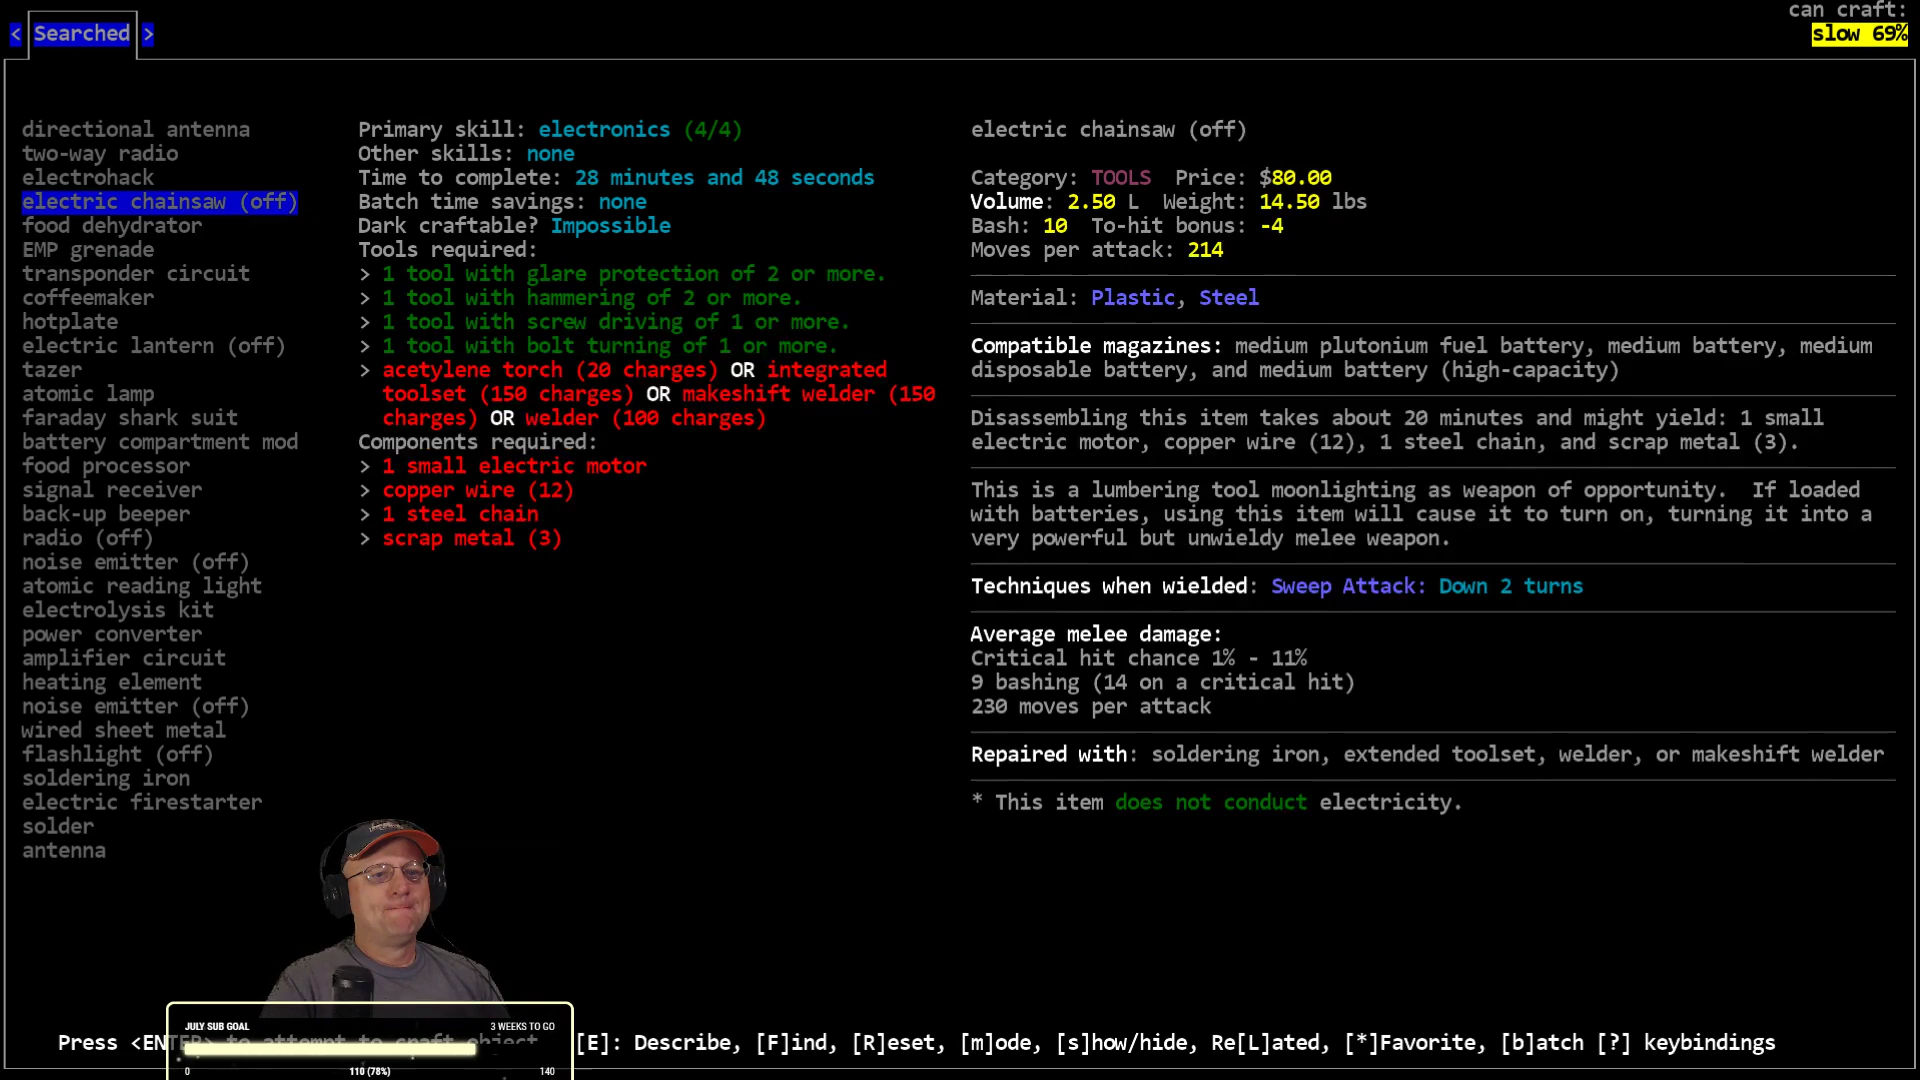 can craft:
< Searched >
slow 69%
directional antenna
two-way radio
electrohack
electric chainsaw (off)
food dehydrator
EMP grenade
transponder circuit
coffeemaker
hotplate
electric lantern (off)
tazer
atomic lamp
faraday shark suit
battery compartment mod
food processor
signal receiver
back-up beeper
radio (off)
noise emitter (off)
atomic reading light
electrolysis kit
power converter
amplifier circuit
heating element
noise emitter (off)
wired sheet metal
flashlight (off)
soldering iron
electric firestarter
solder
antenna
Primary skill: electronics (4/4)
Other skills: none
Time to complete: 28 minutes and 48 seconds
Batch time savings: none
Dark craftable? Impossible
Tools required:
> 1 tool with glare protection of 2 or more.
> 1 tool with hammering of 2 or more.
> 1 tool with screw driving of 1 or more.
> 1 tool with bolt turning of 1 or more.
> acetylene torch (20 charges) OR integrated
toolset (150 charges) OR makeshift welder (150
charges) OR welder (100 charges)
Components required:
> 1 small electric motor
> copper wire (12)
> 1 steel chain
> scrap metal (3)
electric chainsaw (off)
Category: TOOLS Price: $80.00
Volume: 2.50 L Weight: 14.50 lbs
Bash: 10 To-hit bonus: -4
Moves per attack: 214
Material: Plastic, Steel
Compatible magazines: medium plutonium fuel battery, medium battery, medium
disposable battery, and medium battery (high-capacity)
Disassembling this item takes about 20 minutes and might yield: 1 small
electric motor, copper wire (12), 1 steel chain, and scrap metal (3).
This is a lumbering tool moonlighting as weapon of opportunity. If loaded
with batteries, using this item will cause it to turn on, turning it into a
very powerful but unwieldy melee weapon.
Techniques when wielded: Sweep Attack: Down 2 turns
Average melee damage:
Critical hit chance 1% - 11%
9 bashing (14 on a critical hit)
230 moves per attack
Repaired with: soldering iron, extended toolset, welder, or makeshift welder
* This item does not conduct electricity.
JULY SUB GOAL 3 WEEKS TO GO
Press <ENTER> to attempt to craft object [E]: Describe, [F]ind, [R]eset, [m]ode, [s]how/hide, Re[L]ated, [*]Favorite, [b]atch [?] keybindings
0 110 (78%) 140